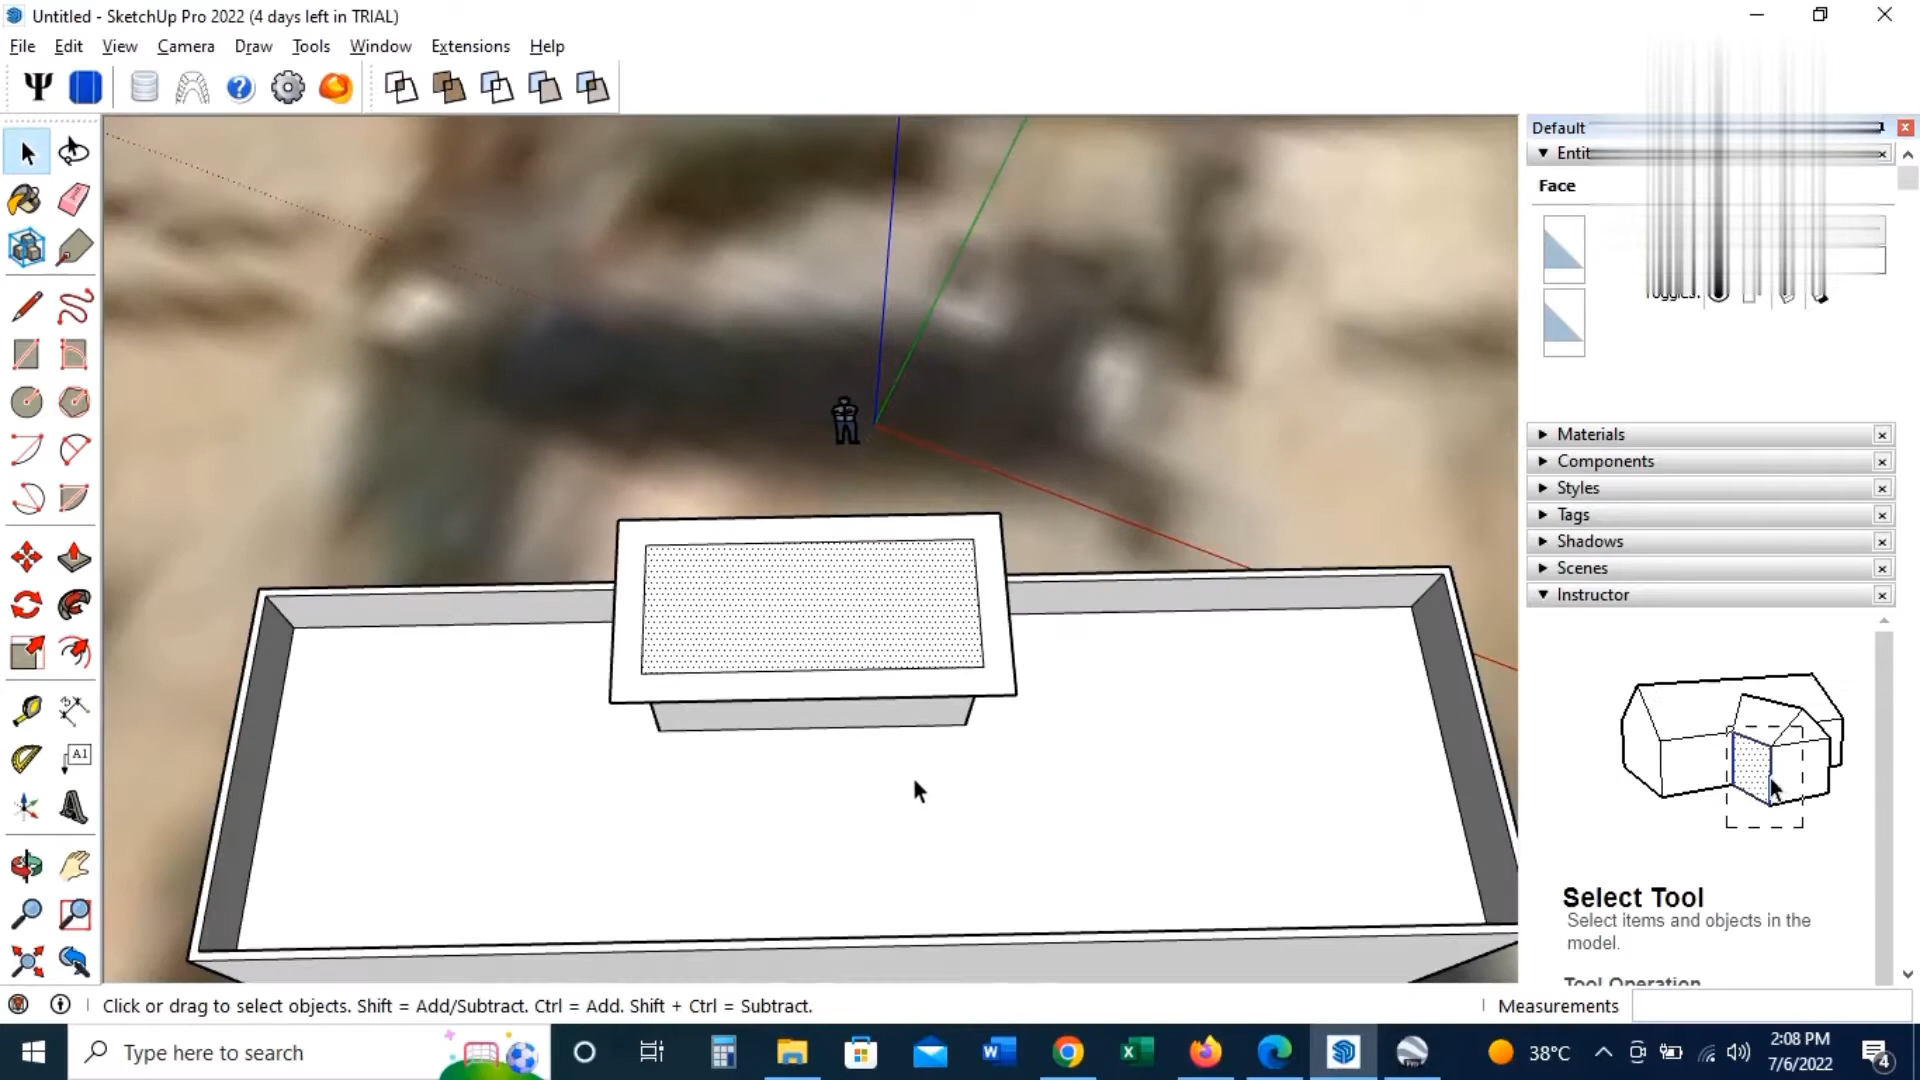 Untitled - SketchUp Pro 2022 (4 days left in TRIAL)
File Edit View Camera Draw Tools Window Extensions Help
Default
Entit
Face
Materials
Components
Styles
Tags
Shadows
Scenes
Instructor
Select Tool
Select items and objects in the
model.
Tool Operation
Click or drag to select objects. Shift = Add/Subtract. Ctrl = Add. Shift + Ctrl = Subtract.
Measurements
Type here to search
38°C
2:08 PM
7/6/2022
4